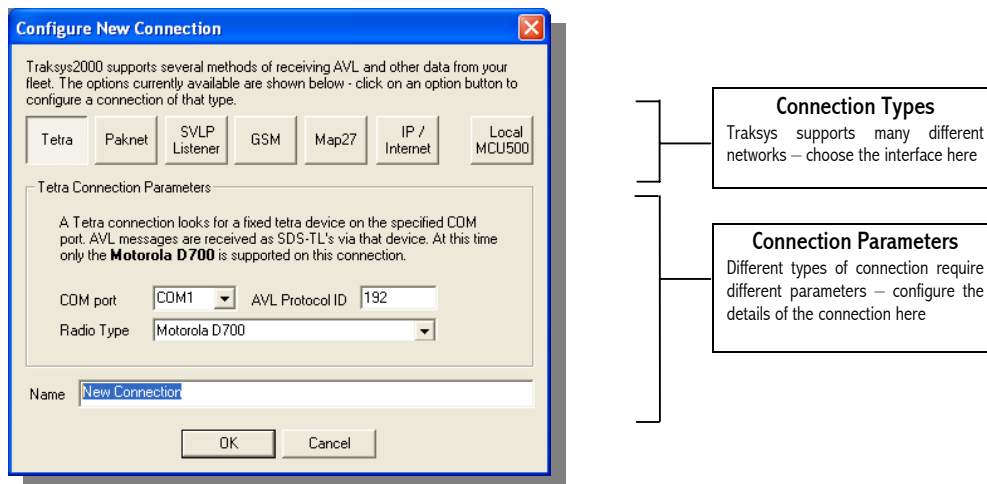 Configure New Connection
Traksys2000 supports several methods of receiving AVL and other data from your
fleet. The options currently available are shown below - click on an option button to
configure a connection of that type.
Tetra
Paknet
SVLP
Listener
GSM
Map27
IP /
Internet
Local
MCU500
Tetra Connection Parameters
A Tetra connection looks for a fixed tetra device on the specified COM
port. AVL messages are received as SDS-TL's via that device. At this time
only the Motorola D700 is supported on this connection.
COM port COM1 AVL Protocol ID 192
Radio Type Motorola D700
Name New Connection
OK Cancel
Connection Types
Traksys supports many different
networks – choose the interface here
Connection Parameters
Different types of connection require
different parameters – configure the
details of the connection here